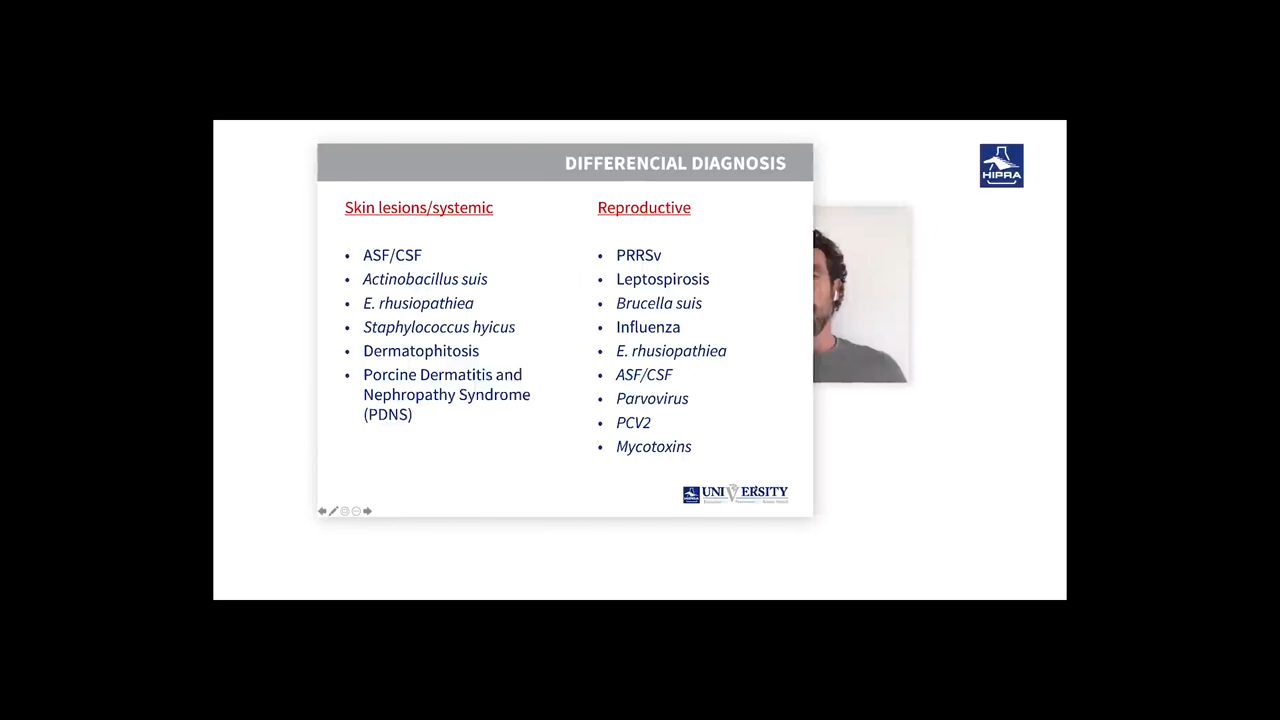 DIFFERENCIAL DIAGNOSIS
HIPRA
Skin lesions/systemic
• ASF/CSF
• Actinobacillus suis
• E. rhusiopathiea
• Staphylococcus hyicus
• Dermatophitosis
• Porcine Dermatitis and
Nephropathy Syndrome
(PDNS)
Reproductive
• PRRSv
• Leptospirosis
• Brucella suis
• Influenza
• E. rhusiopathiea
• ASF/CSF
• Parvovirus
• PCV2
• Mycotoxins
UNIVERSITY